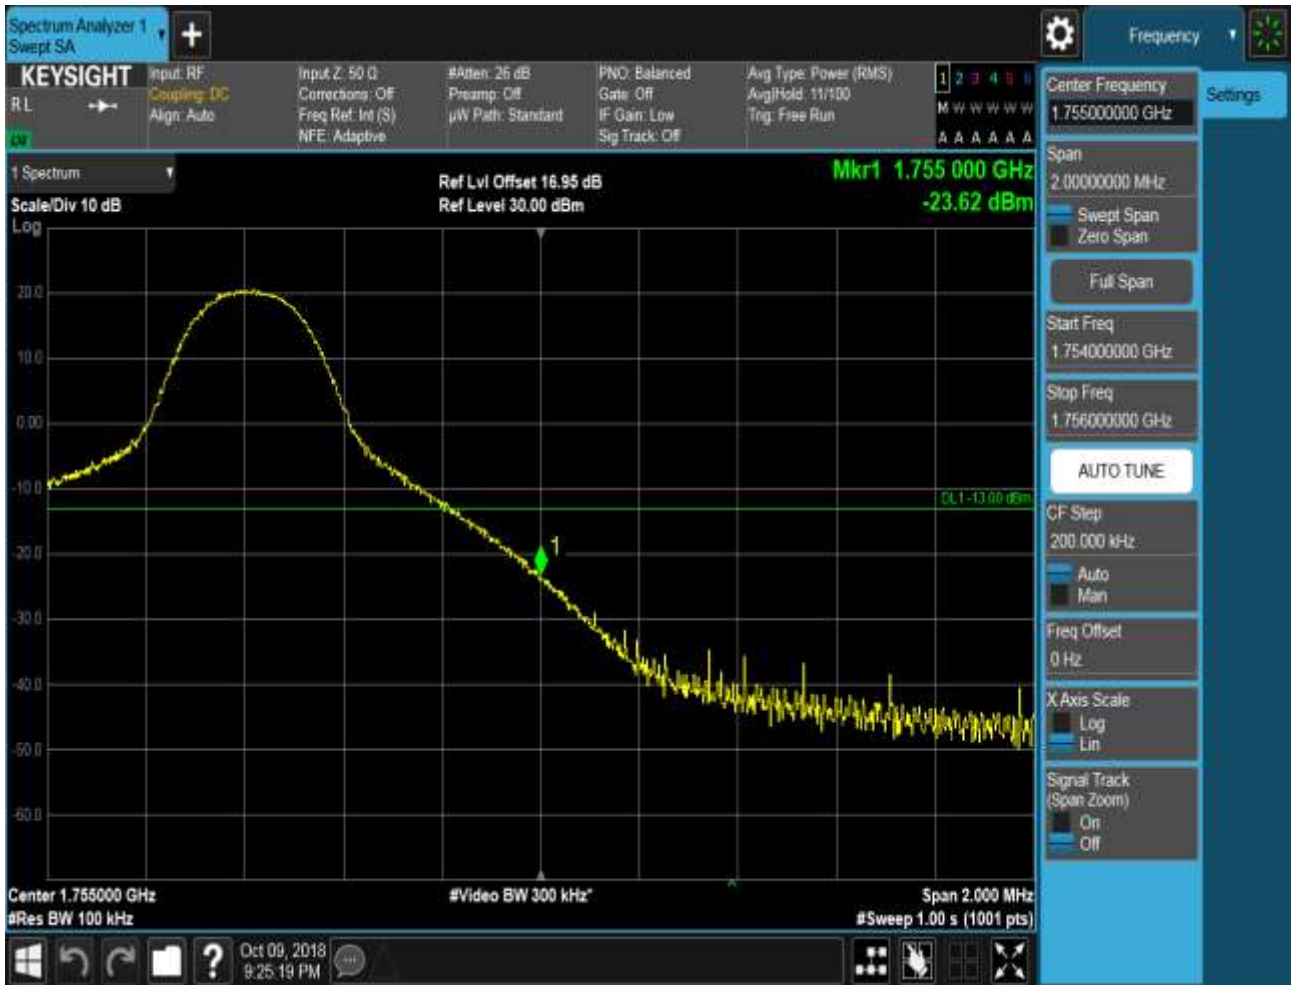 Spectrum Analyzer 1
Swept SA
Frequency
KEYSIGHT
R L
Input: RF
Coupling: DC
Align: Auto
Input Z: 50 Ω
Corrections: Off
Freq Ref: Int (S)
NFE: Adaptive
#Atten: 26 dB
Preamp: Off
µW Path: Standard
PNO: Balanced
Gate: Off
IF Gain: Low
Sig Track: Off
Avg Type: Power (RMS)
Avg|Hold: 11/100
Trig: Free Run
1 2 3 4 5 6
M W W W W W
A A A A A A
1 Spectrum
Scale/Div 10 dB
Log
Ref Lvl Offset 16.95 dB
Ref Level 30.00 dBm
Mkr1 1.755 000 GHz
-23.62 dBm
20.0
10.0
0.00
-10.0
-20.0
-30.0
-40.0
-50.0
-60.0
DL1 -13.00 dBm
1
Center 1.755000 GHz
#Res BW 100 kHz
#Video BW 300 kHz*
Span 2.000 MHz
#Sweep 1.00 s (1001 pts)
Center Frequency
1.755000000 GHz
Settings
Span
2.00000000 MHz
Swept Span
Zero Span
Full Span
Start Freq
1.754000000 GHz
Stop Freq
1.756000000 GHz
AUTO TUNE
CF Step
200.000 kHz
Auto
Man
Freq Offset
0 Hz
X Axis Scale
Log
Lin
Signal Track
(Span Zoom)
On
Off
?
Oct 09, 2018
9:25:19 PM